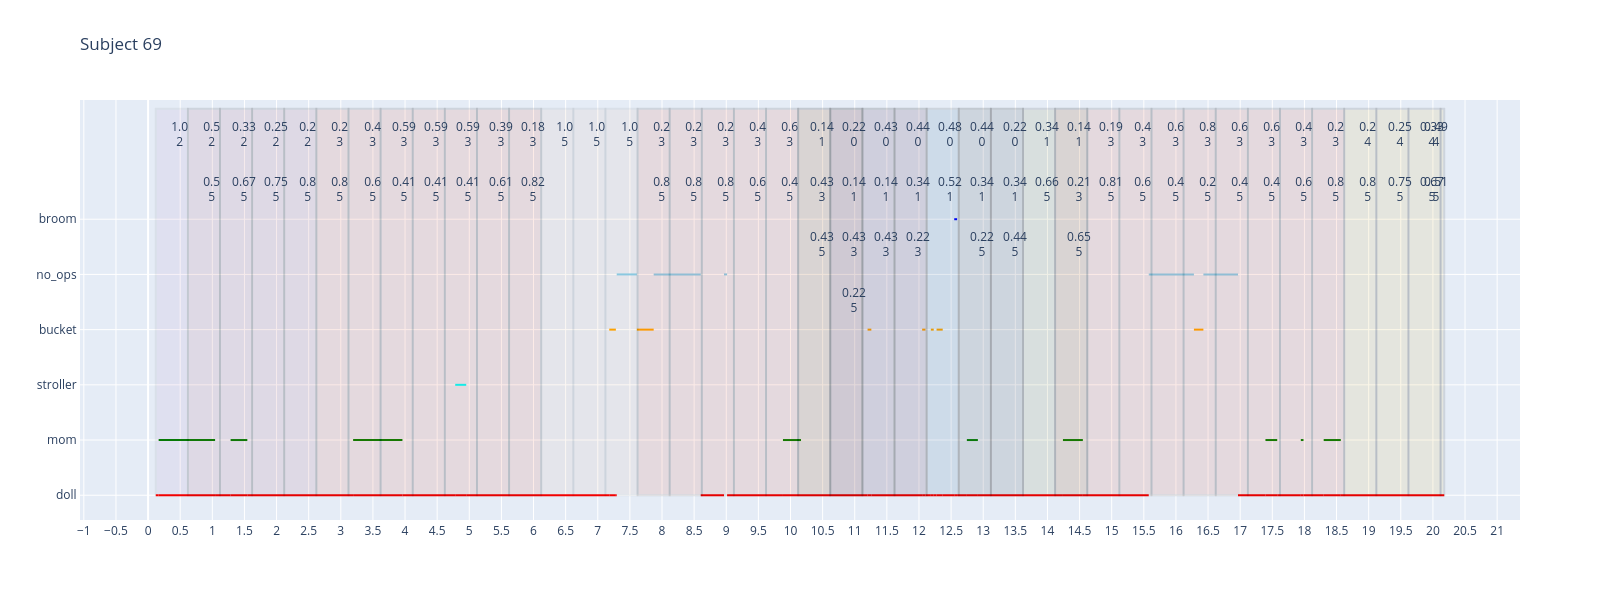 Subject 69
1.0 0.5 0.33 0.25 0.2 0.2 0.4 0.59 0.59 0.59 0.39 0.18 1.0 1.0 1.0 0.2 0.2 0.2 0.4 0.6 0.14 0.22 0.43 0.44 0.48 0.44 0.22 0.34 0.14 0.19 0.4 0.6 0.8 0.6 0.6 0.4 0.2 0.2 0.25
2 2 2 2 2 3 3 3 3 3 3 3 5 5 5 3 3 3 3 3 1 0 0 0 0 0 0 1 1 3 3 3 3 3 3 3 3 4 4
0.5 0.67 0.75 0.8 0.8 0.6 0.41 0.41 0.41 0.61 0.82 0.8 0.8 0.8 0.6 0.4 0.43 0.14 0.14 0.34 0.52 0.34 0.34 0.66 0.21 0.81 0.6 0.4 0.2 0.4 0.4 0.6 0.8 0.8 0.75
5 5 5 5 5 5 5 5 5 5 5 5 5 5 5 5 3 1 1 1 1 1 1 5 3 5 5 5 5 5 5 5 5 5 5
broom
0.43 0.43 0.43 0.22 0.22 0.44 0.65
5 3 3 3 5 5 5
no_ops
0.22
5
bucket
stroller
mom
doll
−1 −0.5 0 0.5 1 1.5 2 2.5 3 3.5 4 4.5 5 5.5 6 6.5 7 7.5 8 8.5 9 9.5 10 10.5 11 11.5 12 12.5 13 13.5 14 14.5 15 15.5 16 16.5 17 17.5 18 18.5 19 19.5 20 20.5 21